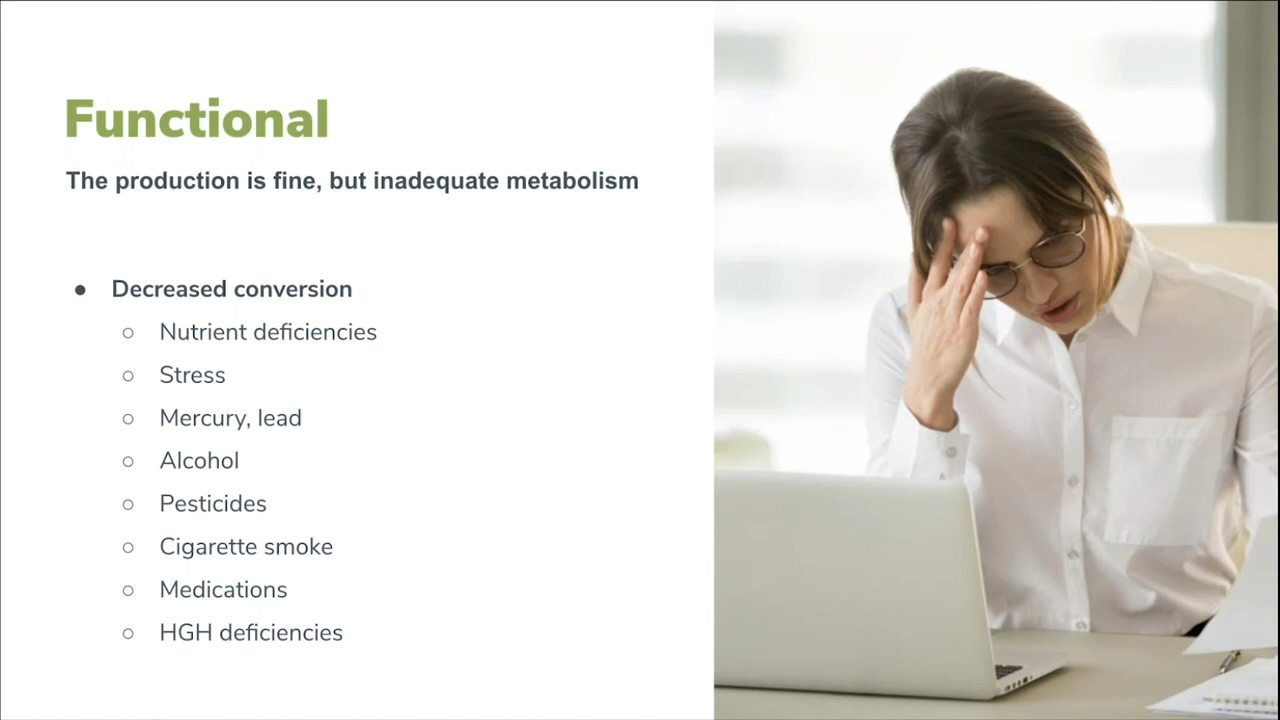 Functional
The production is fine, but inadequate metabolism
● Decreased conversion
○ Nutrient deficiencies
○ Stress
○ Mercury, lead
○ Alcohol
○ Pesticides
○ Cigarette smoke
○ Medications
○ HGH deficiencies